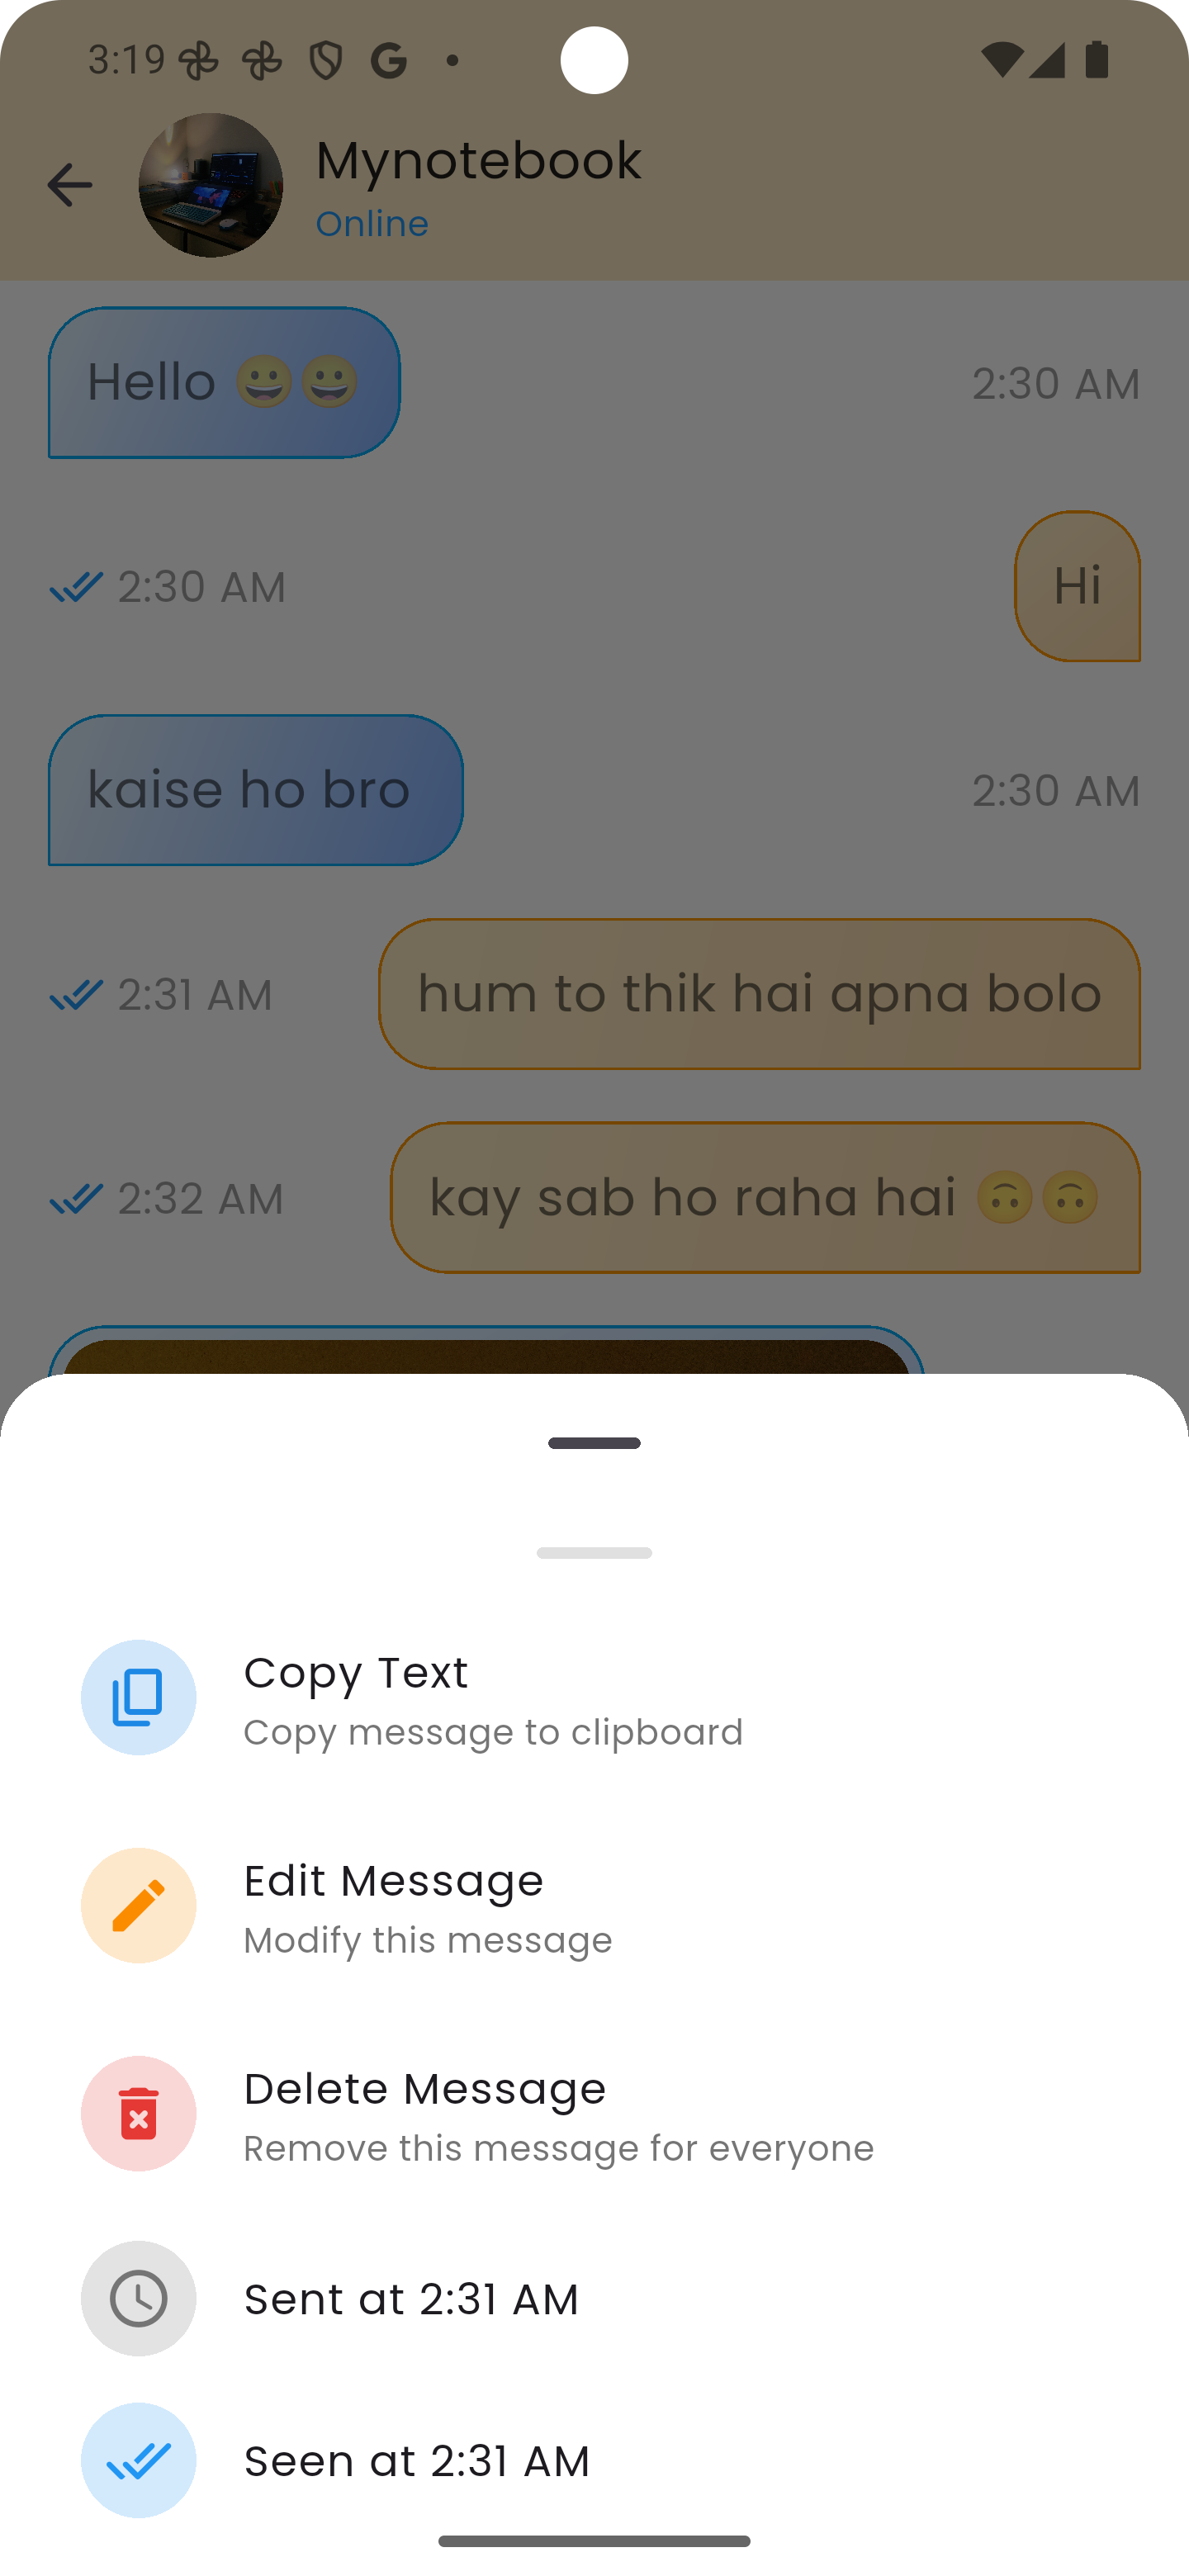 3:19
Mynotebook
Online
Hello 😀😀
2:30 AM
2:30 AM
Hi
kaise ho bro
2:30 AM
2:31 AM
hum to thik hai apna bolo
2:32 AM
kay sab ho raha hai 🙃🙃
Copy Text
Copy message to clipboard
Edit Message
Modify this message
Delete Message
Remove this message for everyone
Sent at 2:31 AM
Seen at 2:31 AM